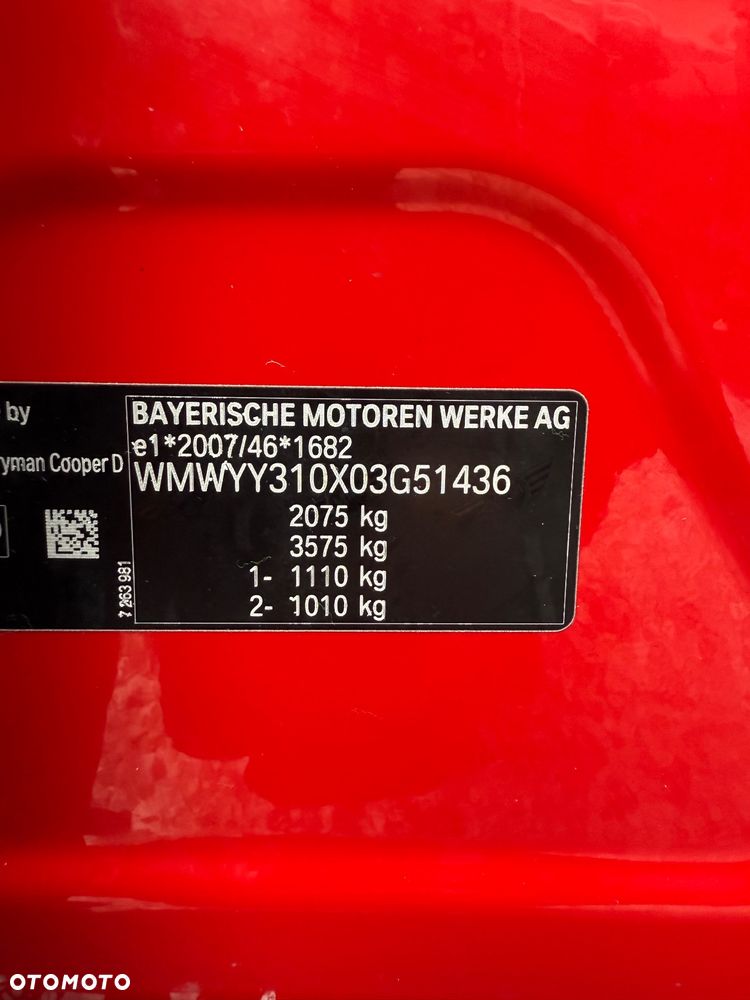 by
BAYERISCHE MOTOREN WERKE AG
e1*2007/46*1682
yman Cooper D
WMWYY310X03G51436
2075 kg
3575 kg
1- 1110 kg
2- 1010 kg
7 263 981
OTOMOTO